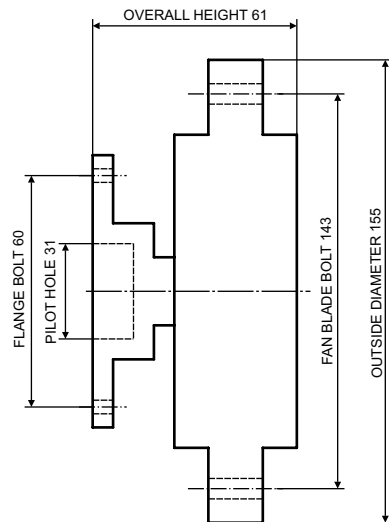 OVERALL HEIGHT 61
FLANGE BOLT 60
PILOT HOLE 31
FAN BLADE BOLT 143
OUTSIDE DIAMETER 155